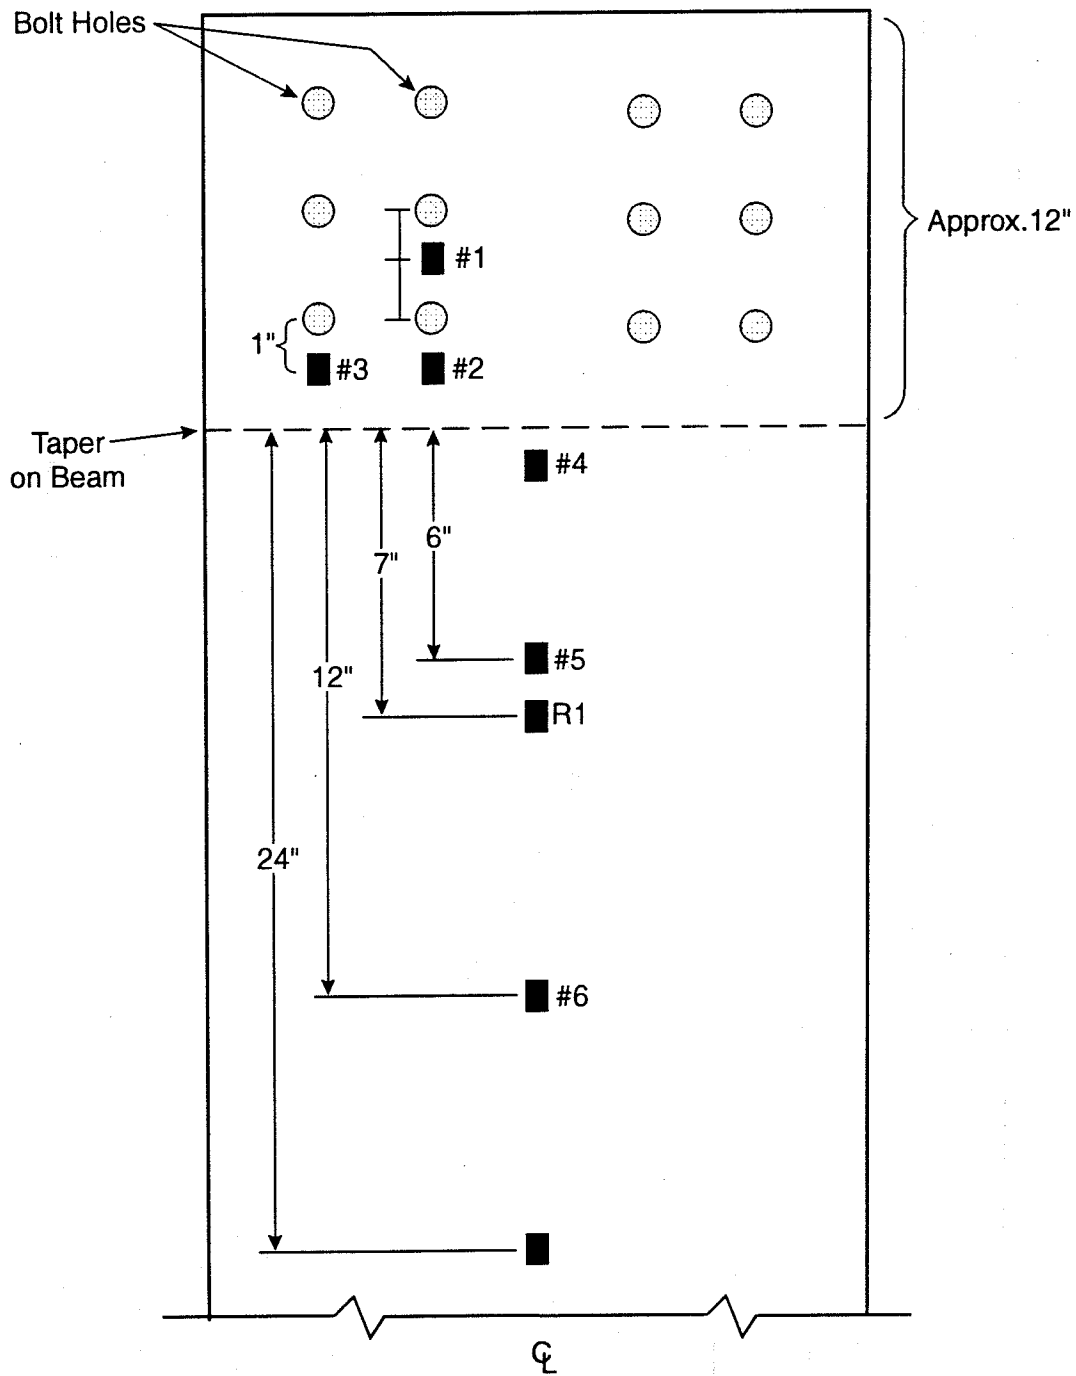 Bolt Holes
Approx.12"
#1
1"
#3
#2
Taper
on Beam
#4
6"
7"
#5
12"
R1
24"
#6
℄